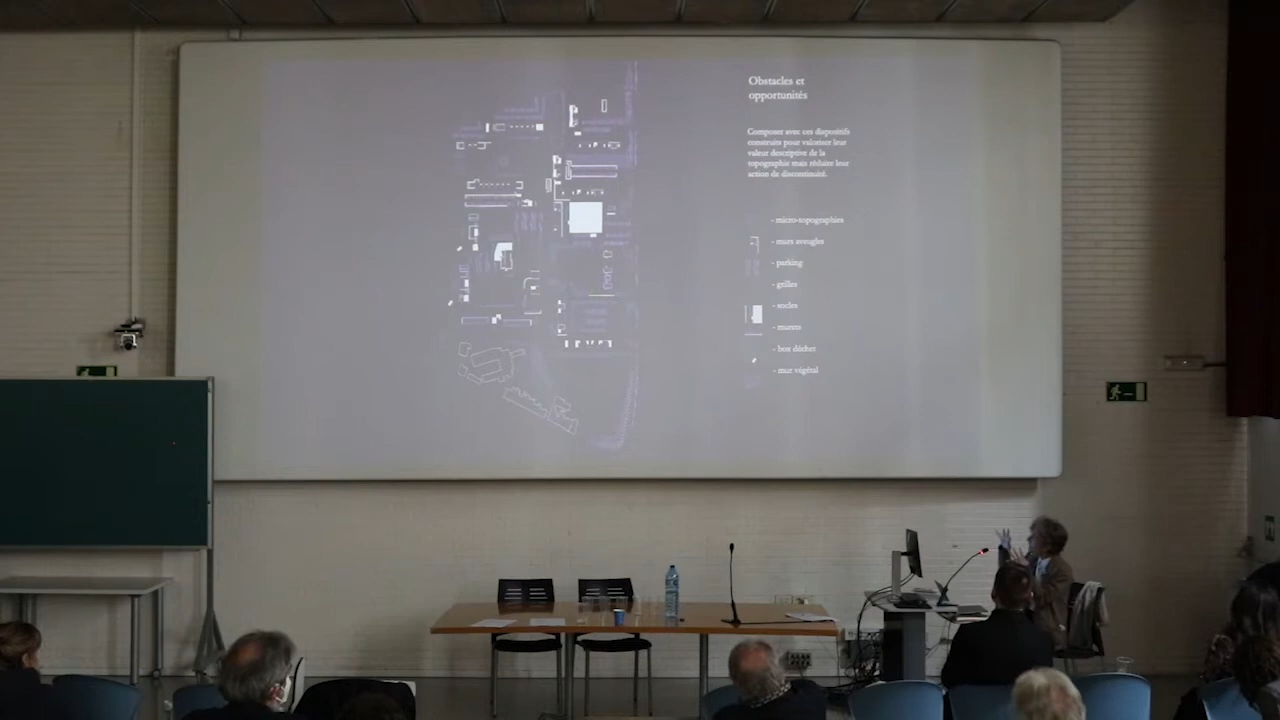 Obstacles et
opportunités
Composer avec ces dispositifs
construits pour valoriser leur
valeur descriptive de la
topographie mais réduire leur
action de discontinuité.
- micro-topographies
- murs aveugles
- parking
- grilles
- socles
- murets
- box déchet
- mur végétal